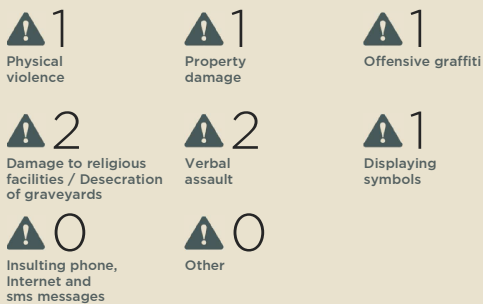 1
Physical
violence
1
Property
damage
1
Offensive graffiti
2
Damage to religious
facilities / Desecration
of graveyards
2
Verbal
assault
1
Displaying
symbols
0
Insulting phone,
Internet and
sms messages
0
Other